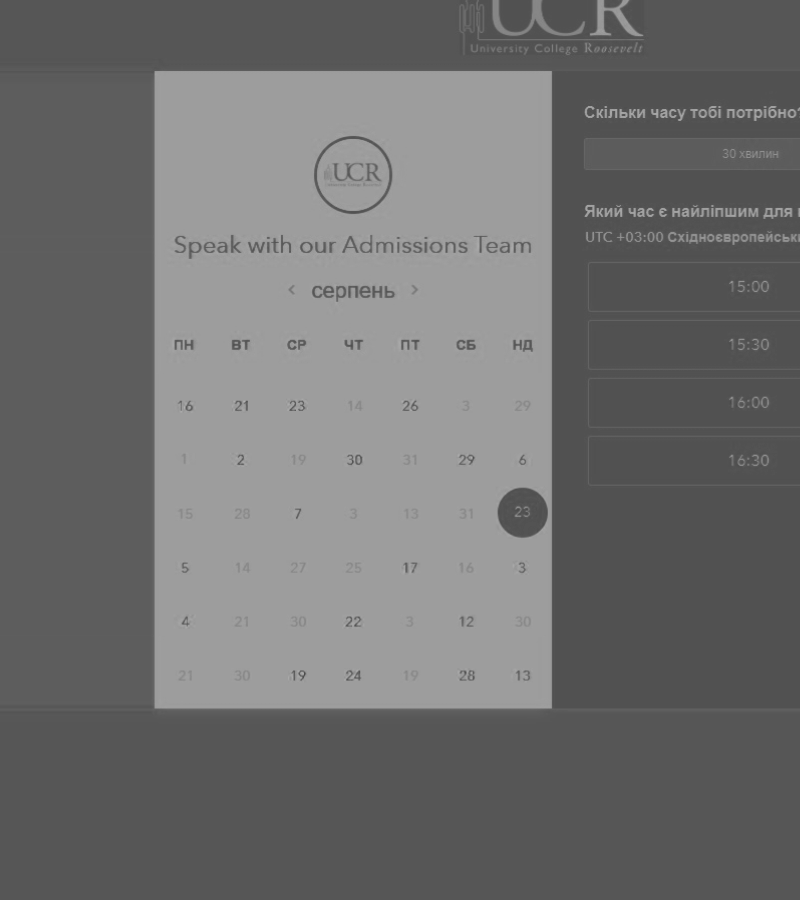 UCR
University College Roosevelt
UCR
Speak with our Admissions Team
серпень
ПН ВТ СР ЧТ ПТ СБ НД
16 21 23 14 26 3 29
1 2 19 30 31 29 6
15 28 7 3 13 31 23
5 14 27 25 17 16 3
4 21 30 22 3 12 30
21 30 19 24 19 28 13
Скільки часу тобі потрібно?
30 хвилин
Який час є найліпшим для
UTC +03:00
15:00
15:30
16:00
16:30